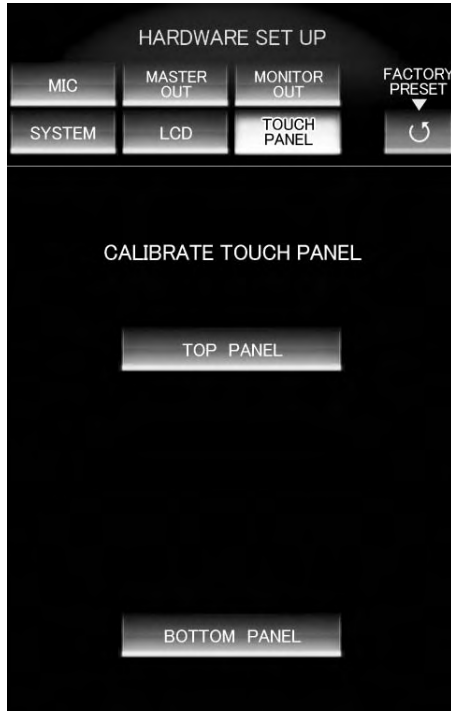 HARDWARE SET UP
MIC
MASTER
OUT
MONITOR
OUT
FACTORY
PRESET
SYSTEM
LCD
TOUCH
PANEL
CALIBRATE TOUCH PANEL
TOP PANEL
BOTTOM PANEL